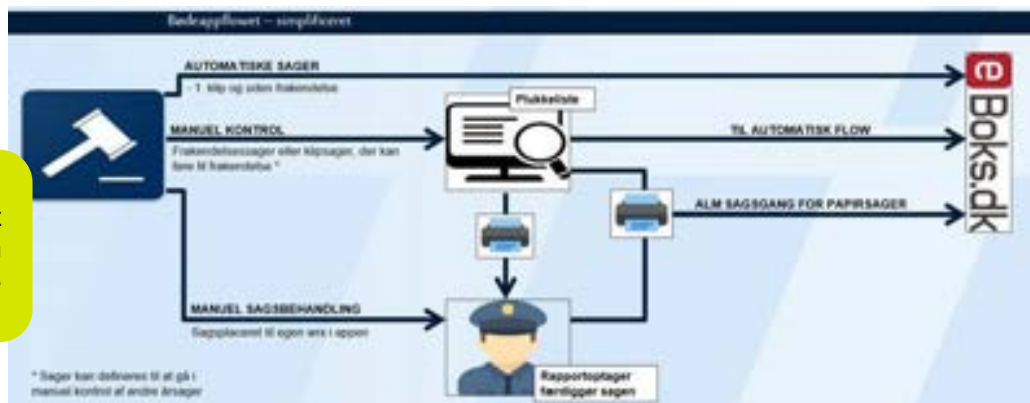 Bødeappflowet – simplificeret
AUTOMATISKE SAGER
- 1 klip og uden frakendelse
Plukkeliste
MANUEL KONTROL
Frakendelsessager eller klipsager, der kan
føre til frakendelse *
TIL AUTOMATISK FLOW
ALM SAGSGANG FOR PAPIRSAGER
e
Boks.dk
MANUEL SAGSBEHANDLING
Sagsplaceret til egen anx i appen
Rapportoptager
færdiggør sagen
* Sager kan defineres til at gå i
manuel kontrol af andre årsager